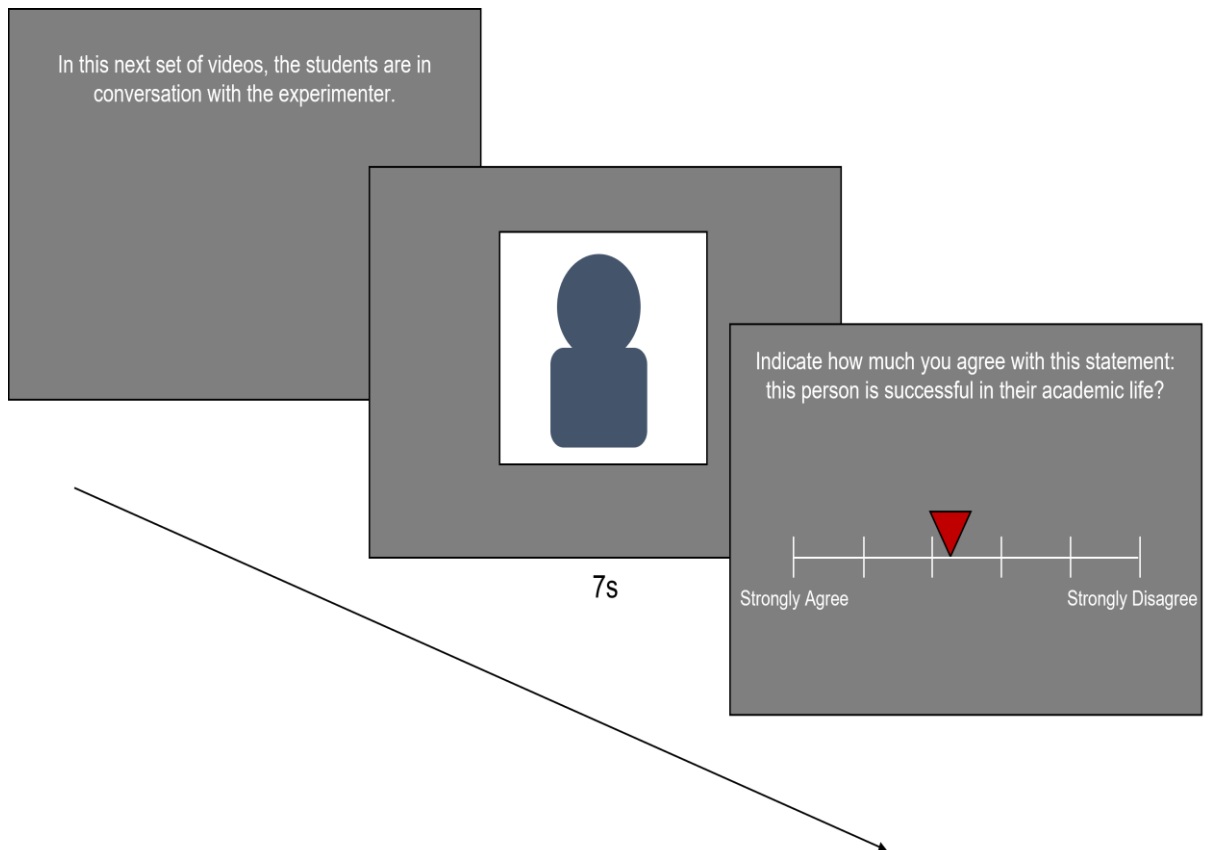 In this next set of videos, the students are in
conversation with the experimenter.
7s
Indicate how much you agree with this statement:
this person is successful in their academic life?
Strongly Agree
Strongly Disagree